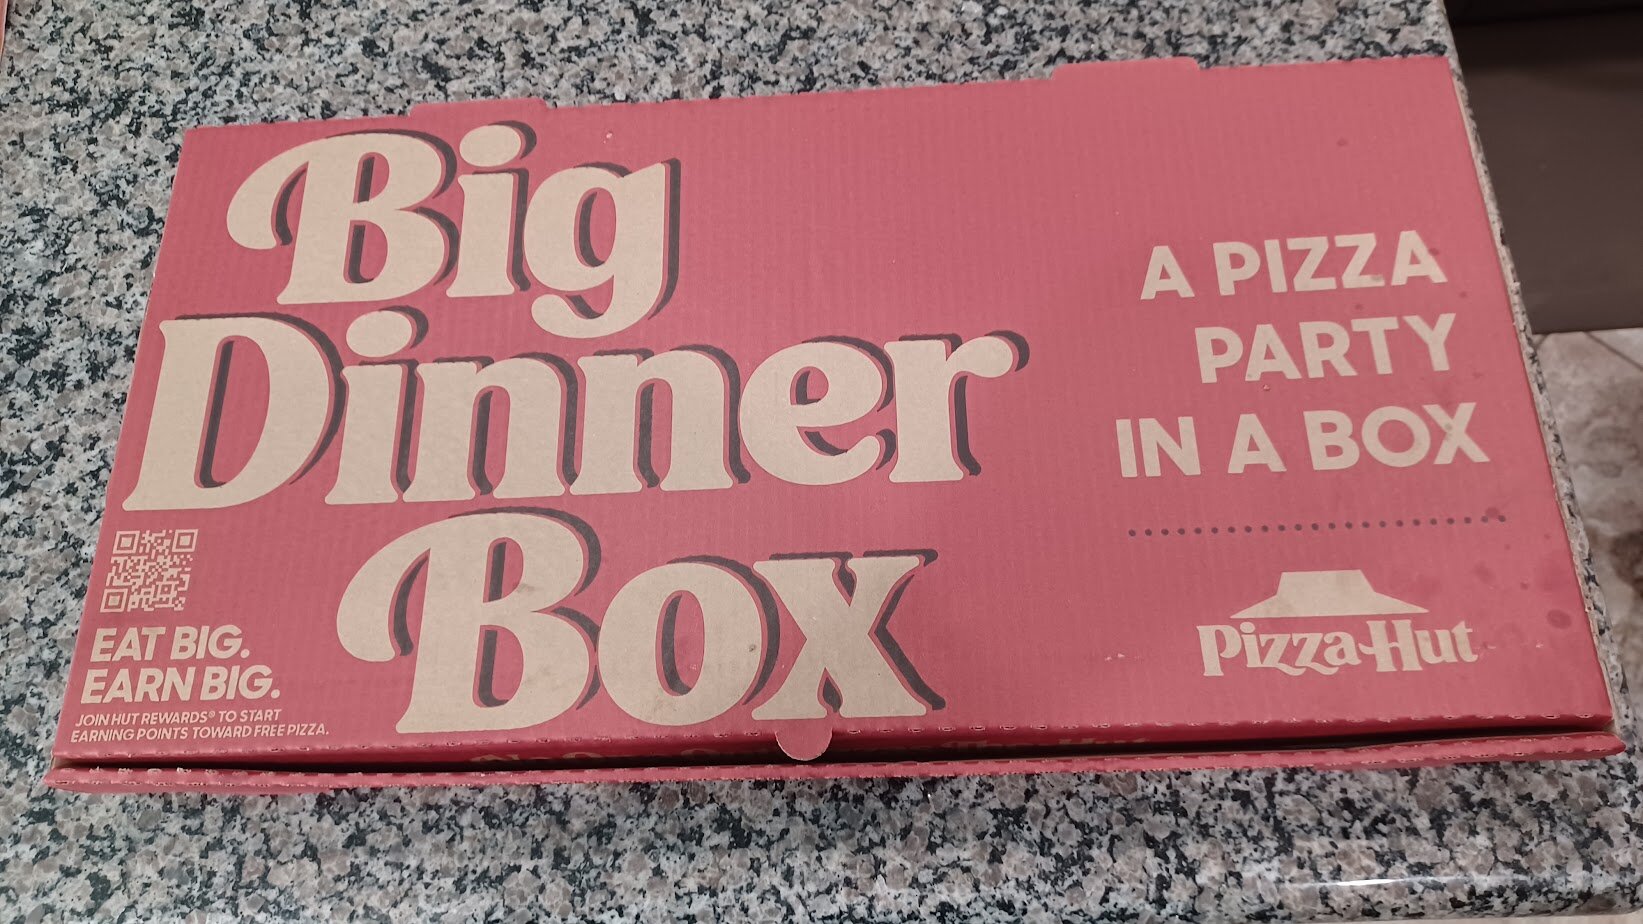 Big
Dinner
Box
A PIZZA
PARTY
IN A BOX
Pizza Hut
EAT BIG.
EARN BIG.
JOIN HUT REWARDS® TO START
EARNING POINTS TOWARD FREE PIZZA.